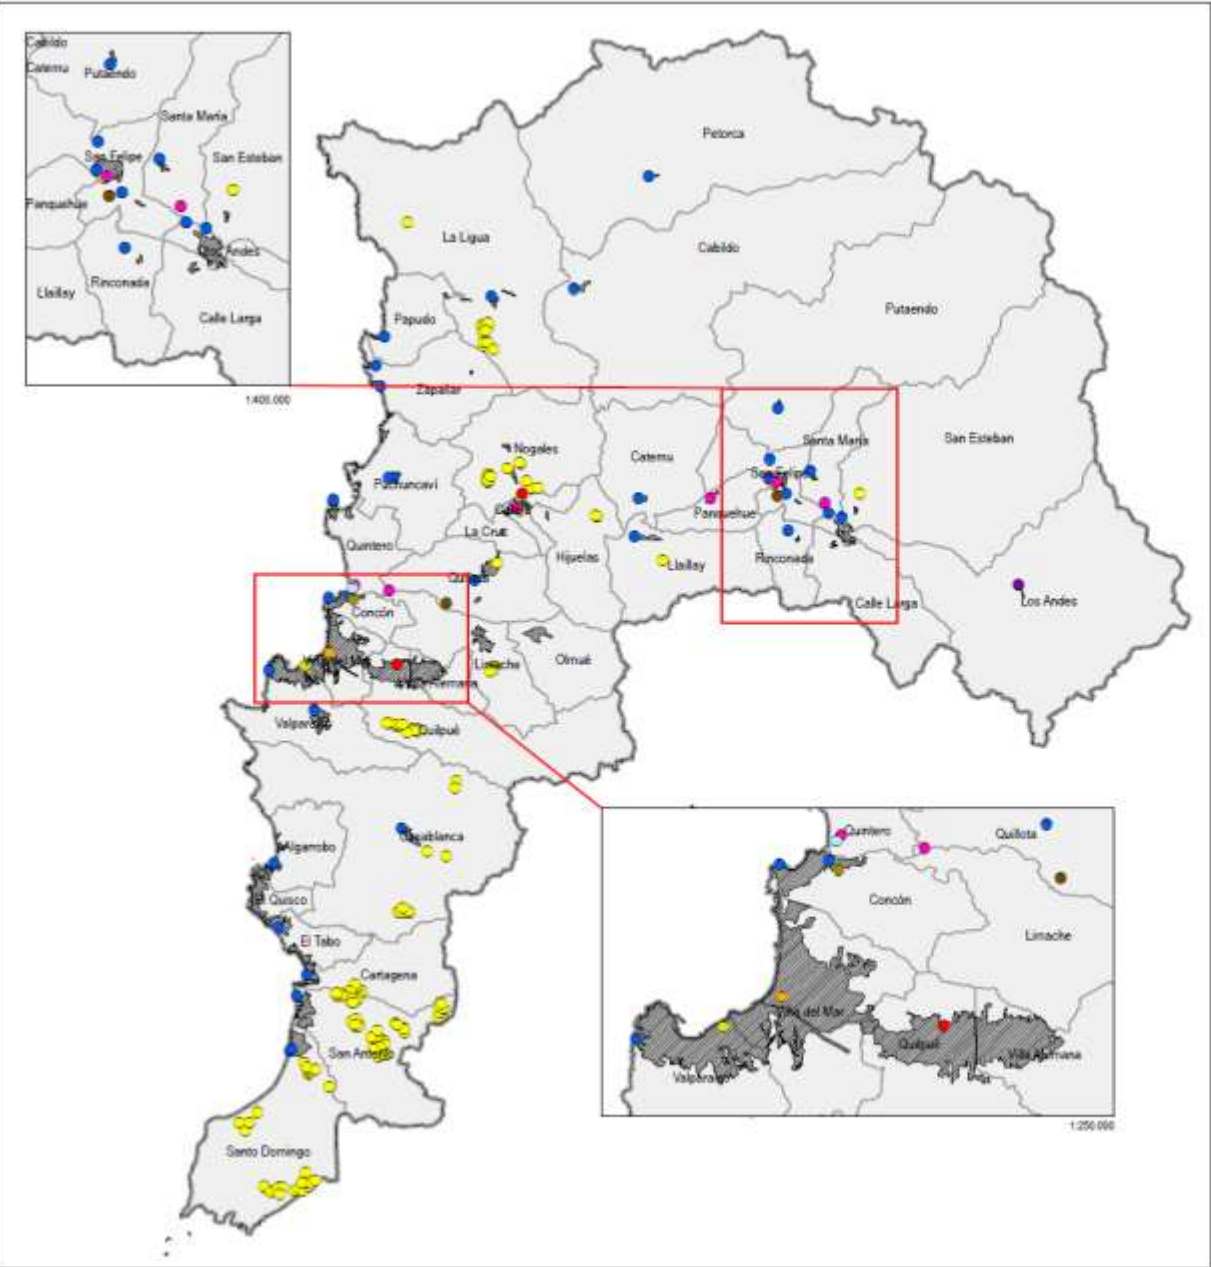 Cabildo
Catemu
Putaendo
Santa María
San Felipe
San Esteban
Panquehue
Los Andes
Llaillay
Rinconada
Calle Larga
1:400.000
Petorca
La Ligua
Cabildo
Putaendo
Papudo
Zapallar
Nogales
Catemu
Santa María
San Esteban
San Felipe
Puchuncaví
Panquehue
La Cruz
Quintero
Hijuelas
Llaillay
Rinconada
Calle Larga
Los Andes
Concón
Limache
Olmué
Valparaíso
Quilpué
Casablanca
Algarrobo
El Quisco
El Tabo
Cartagena
San Antonio
Santo Domingo
Quintero
Quillota
Concón
Limache
Viña del Mar
Quilpué
Villa Alemana
Valparaíso
1:250.000